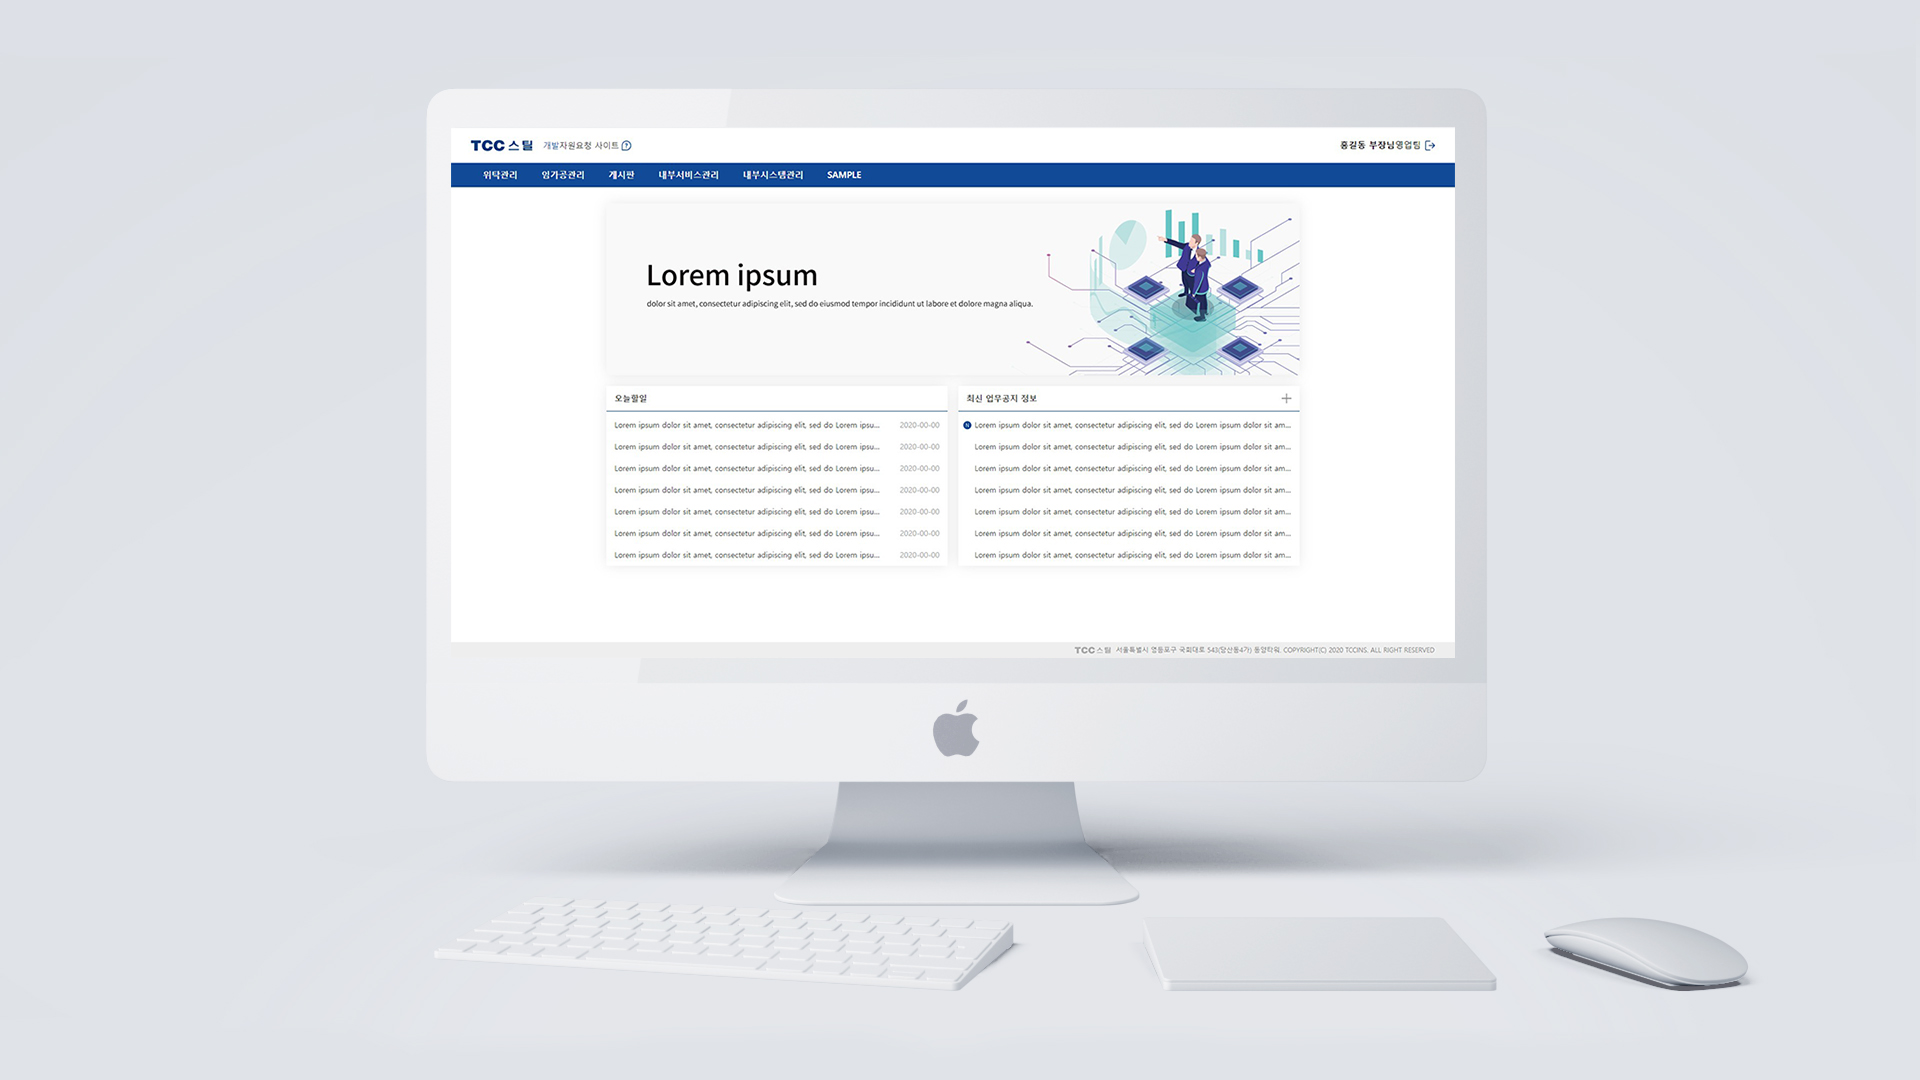 TCC 스틸 개발자원요청 사이트 ?
홍길동 부장님영업팀
위탁관리 임가공관리 게시판 내부서비스관리 내부시스템관리 SAMPLE
Lorem ipsum
dolor sit amet, consectetur adipiscing elit, sed do eiusmod tempor incididunt ut labore et dolore magna aliqua.
오늘할일
Lorem ipsum dolor sit amet, consectetur adipiscing elit, sed do Lorem ipsu... 2020-00-00
Lorem ipsum dolor sit amet, consectetur adipiscing elit, sed do Lorem ipsu... 2020-00-00
Lorem ipsum dolor sit amet, consectetur adipiscing elit, sed do Lorem ipsu... 2020-00-00
Lorem ipsum dolor sit amet, consectetur adipiscing elit, sed do Lorem ipsu... 2020-00-00
Lorem ipsum dolor sit amet, consectetur adipiscing elit, sed do Lorem ipsu... 2020-00-00
Lorem ipsum dolor sit amet, consectetur adipiscing elit, sed do Lorem ipsu... 2020-00-00
Lorem ipsum dolor sit amet, consectetur adipiscing elit, sed do Lorem ipsu... 2020-00-00
최신 업무공지 정보
N Lorem ipsum dolor sit amet, consectetur adipiscing elit, sed do Lorem ipsum dolor sit am...
Lorem ipsum dolor sit amet, consectetur adipiscing elit, sed do Lorem ipsum dolor sit am...
Lorem ipsum dolor sit amet, consectetur adipiscing elit, sed do Lorem ipsum dolor sit am...
Lorem ipsum dolor sit amet, consectetur adipiscing elit, sed do Lorem ipsum dolor sit am...
Lorem ipsum dolor sit amet, consectetur adipiscing elit, sed do Lorem ipsum dolor sit am...
Lorem ipsum dolor sit amet, consectetur adipiscing elit, sed do Lorem ipsum dolor sit am...
Lorem ipsum dolor sit amet, consectetur adipiscing elit, sed do Lorem ipsum dolor sit am...
TCC 스틸 서울특별시 영등포구 국회대로 543(당산동4가) 동양타워, COPYRIGHT(C) 2020 TCCINS. ALL RIGHT RESERVED